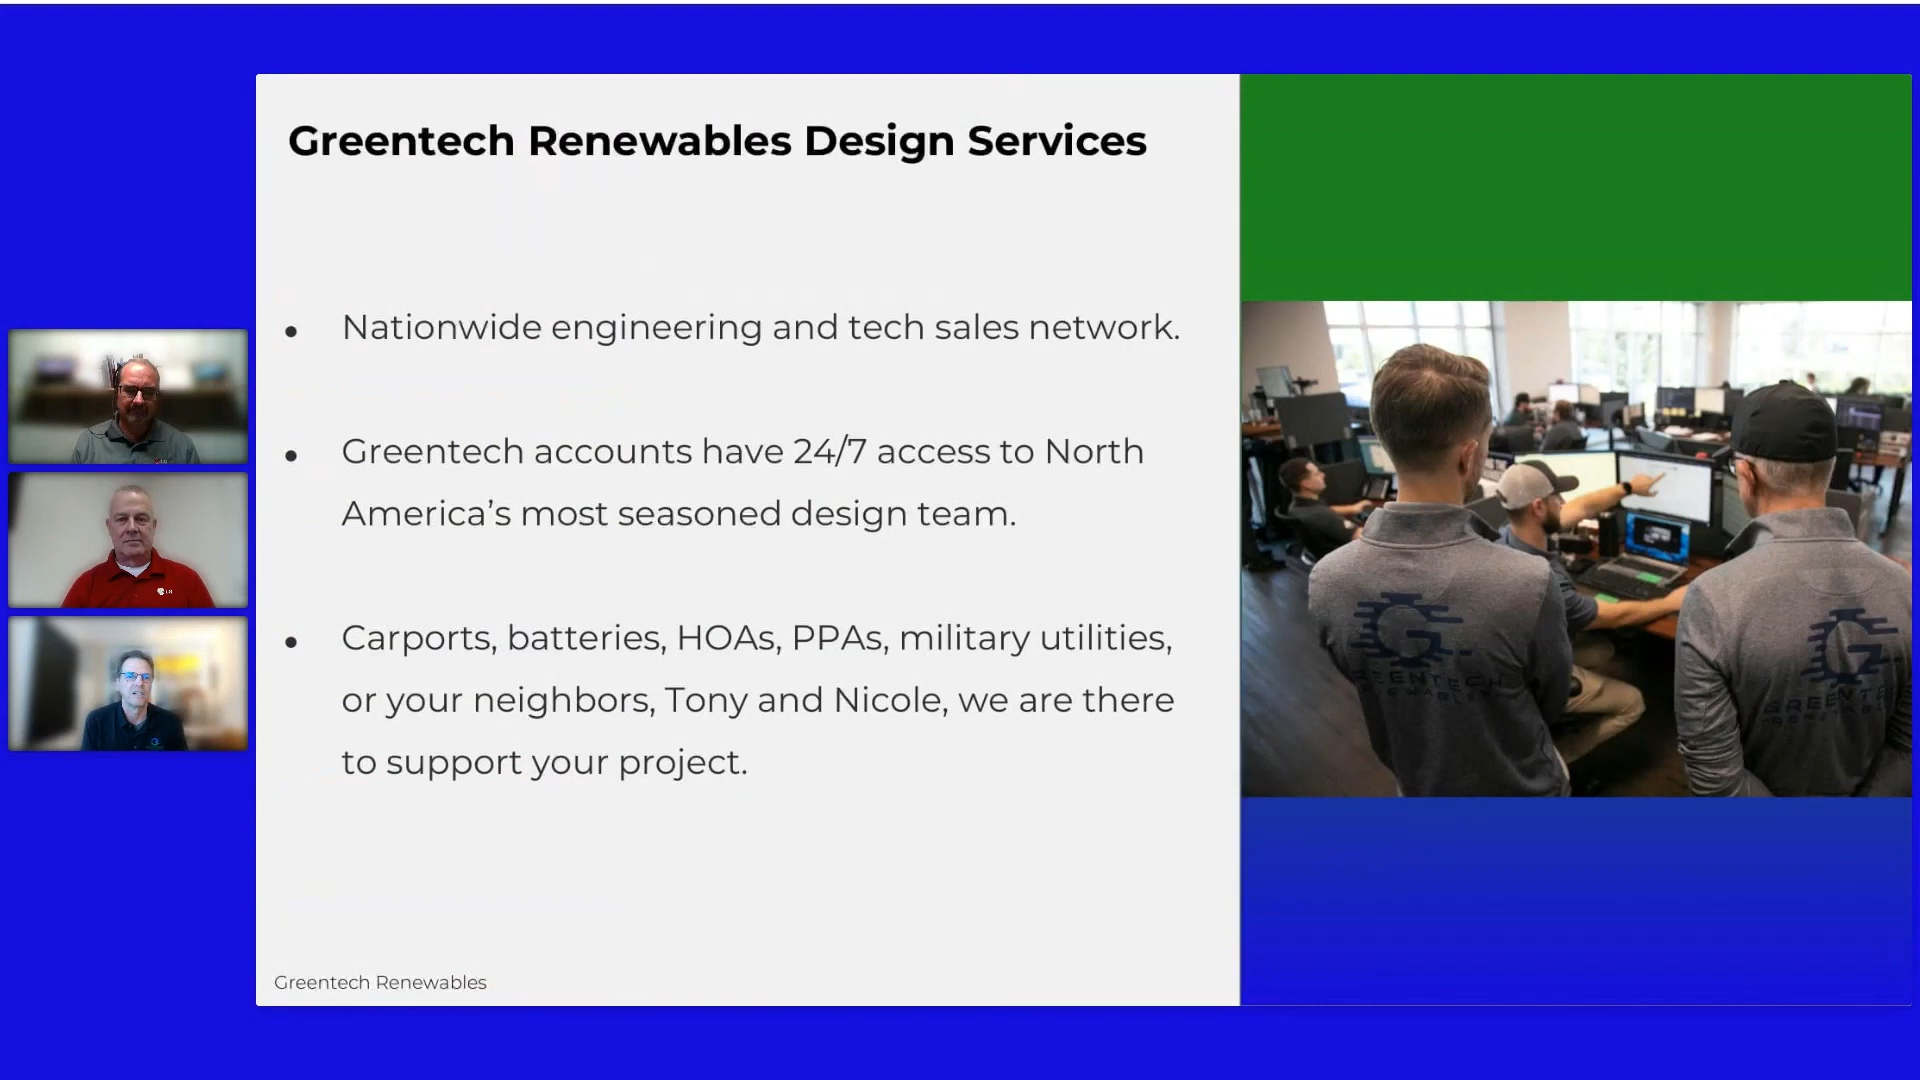 Greentech Renewables Design Services
• Nationwide engineering and tech sales network.
• Greentech accounts have 24/7 access to North
America’s most seasoned design team.
• Carports, batteries, HOAs, PPAs, military utilities,
or your neighbors, Tony and Nicole, we are there
to support your project.
Greentech Renewables